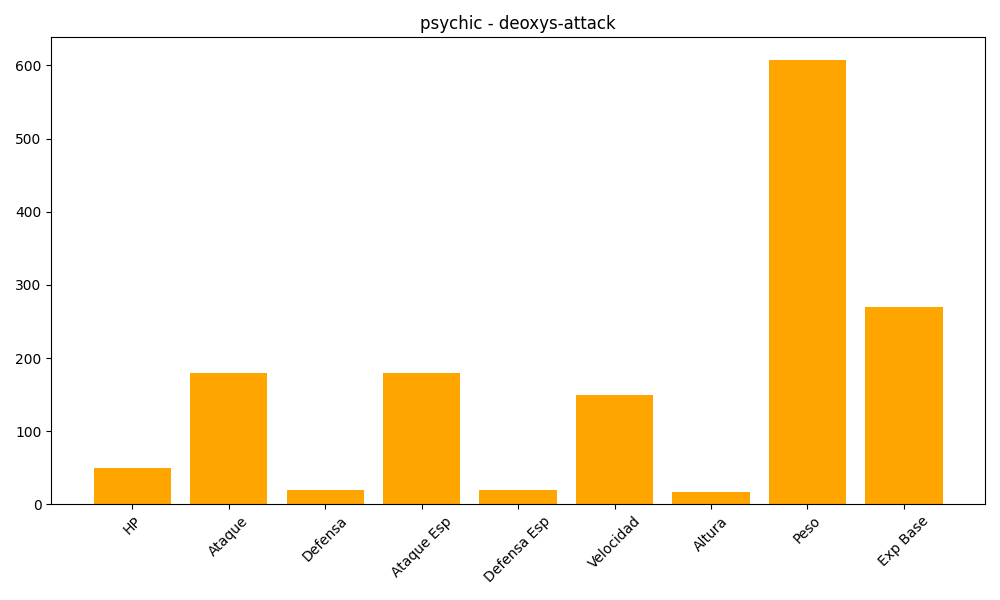 psychic - deoxys-attack
600
500
400
300
200
100
0
HP
Ataque
Defensa
Ataque Esp
Defensa Esp
Velocidad
Altura
Peso
Exp Base